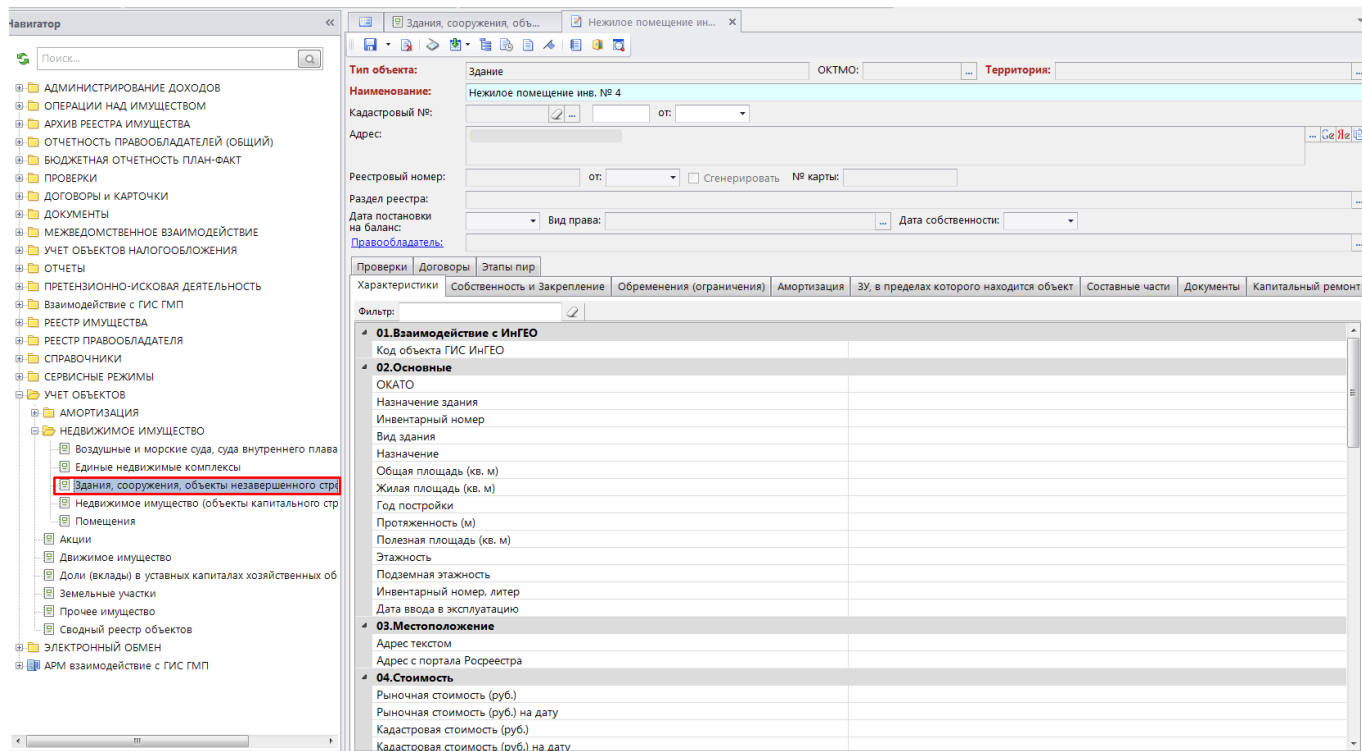 Навигатор
Поиск...
АДМИНИСТРИРОВАНИЕ ДОХОДОВ
ОПЕРАЦИИ НАД ИМУЩЕСТВОМ
АРХИВ РЕЕСТРА ИМУЩЕСТВА
ОТЧЕТНОСТЬ ПРАВООБЛАДАТЕЛЕЙ (ОБЩИЙ)
БЮДЖЕТНАЯ ОТЧЕТНОСТЬ ПЛАН-ФАКТ
ПРОВЕРКИ
ДОГОВОРЫ и КАРТОЧКИ
ДОКУМЕНТЫ
МЕЖВЕДОМСТВЕННОЕ ВЗАИМОДЕЙСТВИЕ
УЧЕТ ОБЪЕКТОВ НАЛОГООБЛОЖЕНИЯ
ОТЧЕТЫ
ПРЕТЕНЗИОННО-ИСКОВАЯ ДЕЯТЕЛЬНОСТЬ
Взаимодействие с ГИС ГМП
РЕЕСТР ИМУЩЕСТВА
РЕЕСТР ПРАВООБЛАДАТЕЛЯ
СПРАВОЧНИКИ
СЕРВИСНЫЕ РЕЖИМЫ
УЧЕТ ОБЪЕКТОВ
АМОРТИЗАЦИЯ
НЕДВИЖИМОЕ ИМУЩЕСТВО
Воздушные и морские суда, суда внутреннего плава
Единые недвижимые комплексы
Здания, сооружения, объекты незавершенного стро
Недвижимое имущество (объекты капитального стр
Помещения
Акции
Движимое имущество
Доли (вклады) в уставных капиталах хозяйственных об
Земельные участки
Прочее имущество
Сводный реестр объектов
ЭЛЕКТРОННЫЙ ОБМЕН
АРМ взаимодействие с ГИС ГМП
Здания, сооружения, объ... Нежилое помещение ин...
Тип объекта: Здание ОКТМО: ... Территория: ...
Наименование: Нежилое помещение инв. № 4
Кадастровый №: ... от:
Адрес: ...
Реестровый номер: от: Сгенерировать № карты:
Раздел реестра: ...
Дата постановки на баланс: Вид права: ... Дата собственности:
Правообладатель: ...
Проверки Договоры Этапы пир
Характеристики Собственность и Закрепление Обременения (ограничения) Амортизация ЗУ, в пределах которого находится объект Составные части Документы Капитальный ремонт
Фильтр:
01.Взаимодействие с ИнГЕО
Код объекта ГИС ИнГЕО
02.Основные
ОКАТО
Назначение здания
Инвентарный номер
Вид здания
Назначение
Общая площадь (кв. м)
Жилая площадь (кв. м)
Год постройки
Протяженность (м)
Полезная площадь (кв. м)
Этажность
Подземная этажность
Инвентарный номер, литер
Дата ввода в эксплуатацию
03.Местоположение
Адрес текстом
Адрес с портала Росреестра
04.Стоимость
Рыночная стоимость (руб.)
Рыночная стоимость (руб.) на дату
Кадастровая стоимость (руб.)
Кадастровая стоимость (руб.) на дату